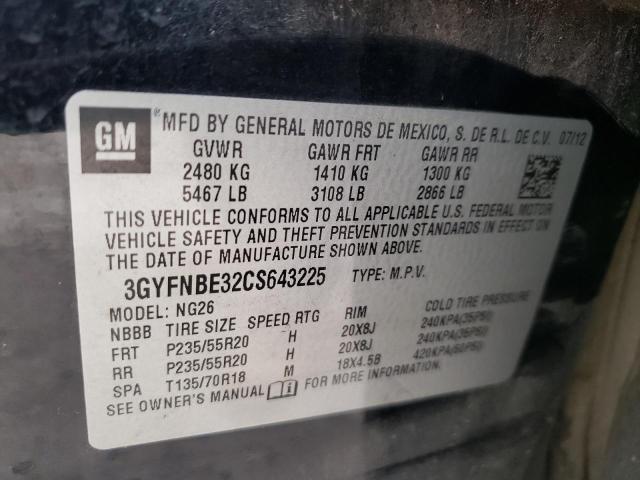 GM ® MFD BY GENERAL MOTORS DE MEXICO, S. DE R.L. DE C.V. 07/12
GVWR GAWR FRT GAWR RR
2480 KG 1410 KG 1300 KG
5467 LB 3108 LB 2866 LB
THIS VEHICLE CONFORMS TO ALL APPLICABLE U.S. FEDERAL MOTOR
VEHICLE SAFETY AND THEFT PREVENTION STANDARDS IN EFFECT ON
THE DATE OF MANUFACTURE SHOWN ABOVE.
3GYFNBE32CS643225 TYPE: M.P.V.
MODEL: NG26
NBBB TIRE SIZE SPEED RTG RIM COLD TIRE PRESSURE
FRT P235/55R20 H 20X8J 240KPA(35PSI)
RR P235/55R20 H 20X8J 240KPA(35PSI)
SPA T135/70R18 M 18X4.5B 420KPA(60PSI)
SEE OWNER'S MANUAL FOR MORE INFORMATION.